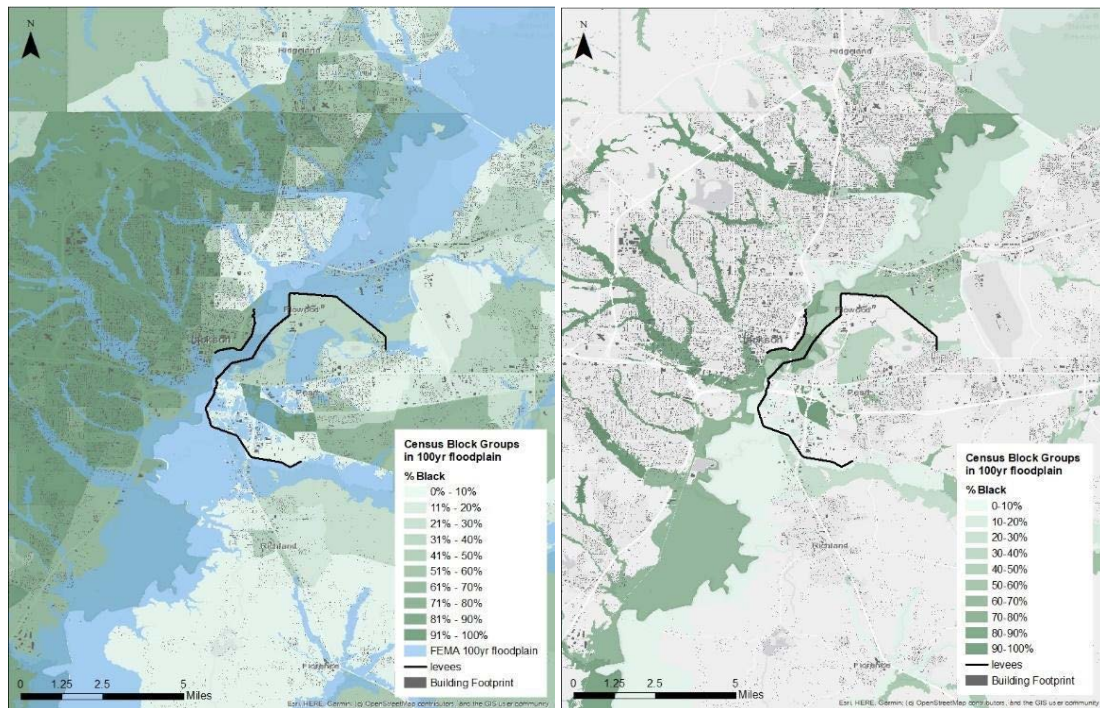 N
Ridgeland
Flowood
Jackson
Pearl
Richland
Florence
Census Block Groups
in 100yr floodplain
% Black
0% - 10%
11% - 20%
21% - 30%
31% - 40%
41% - 50%
51% - 60%
61% - 70%
71% - 80%
81% - 90%
91% - 100%
FEMA 100yr floodplain
levees
Building Footprint
0 1.25 2.5 5
Miles
Esri, HERE, Garmin, (c) OpenStreetMap contributors, and the GIS user community
N
Ridgeland
Flowood
Jackson
Pearl
Richland
Florence
Census Block Groups
in 100yr floodplain
% Black
0-10%
10-20%
20-30%
30-40%
40-50%
50-60%
60-70%
70-80%
80-90%
90-100%
levees
Building Footprint
0 1.25 2.5 5
Miles
Esri, HERE, Garmin, (c) OpenStreetMap contributors, and the GIS user community